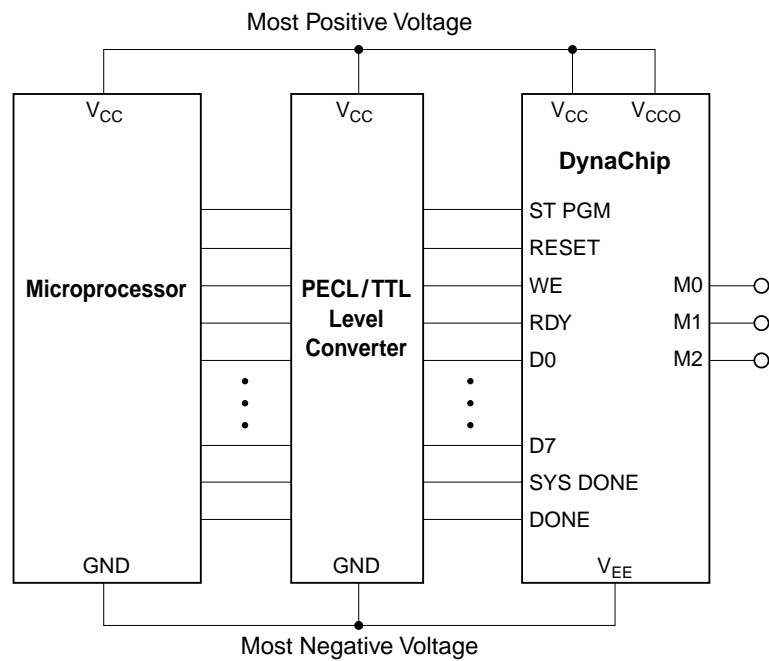 Most Positive Voltage
VCC
VCC
VCC
VCCO
DynaChip
ST PGM
RESET
Microprocessor
PECL/TTL
Level
Converter
WE
M0
RDY
M1
D0
M2
D7
SYS DONE
DONE
GND
GND
VEE
Most Negative Voltage